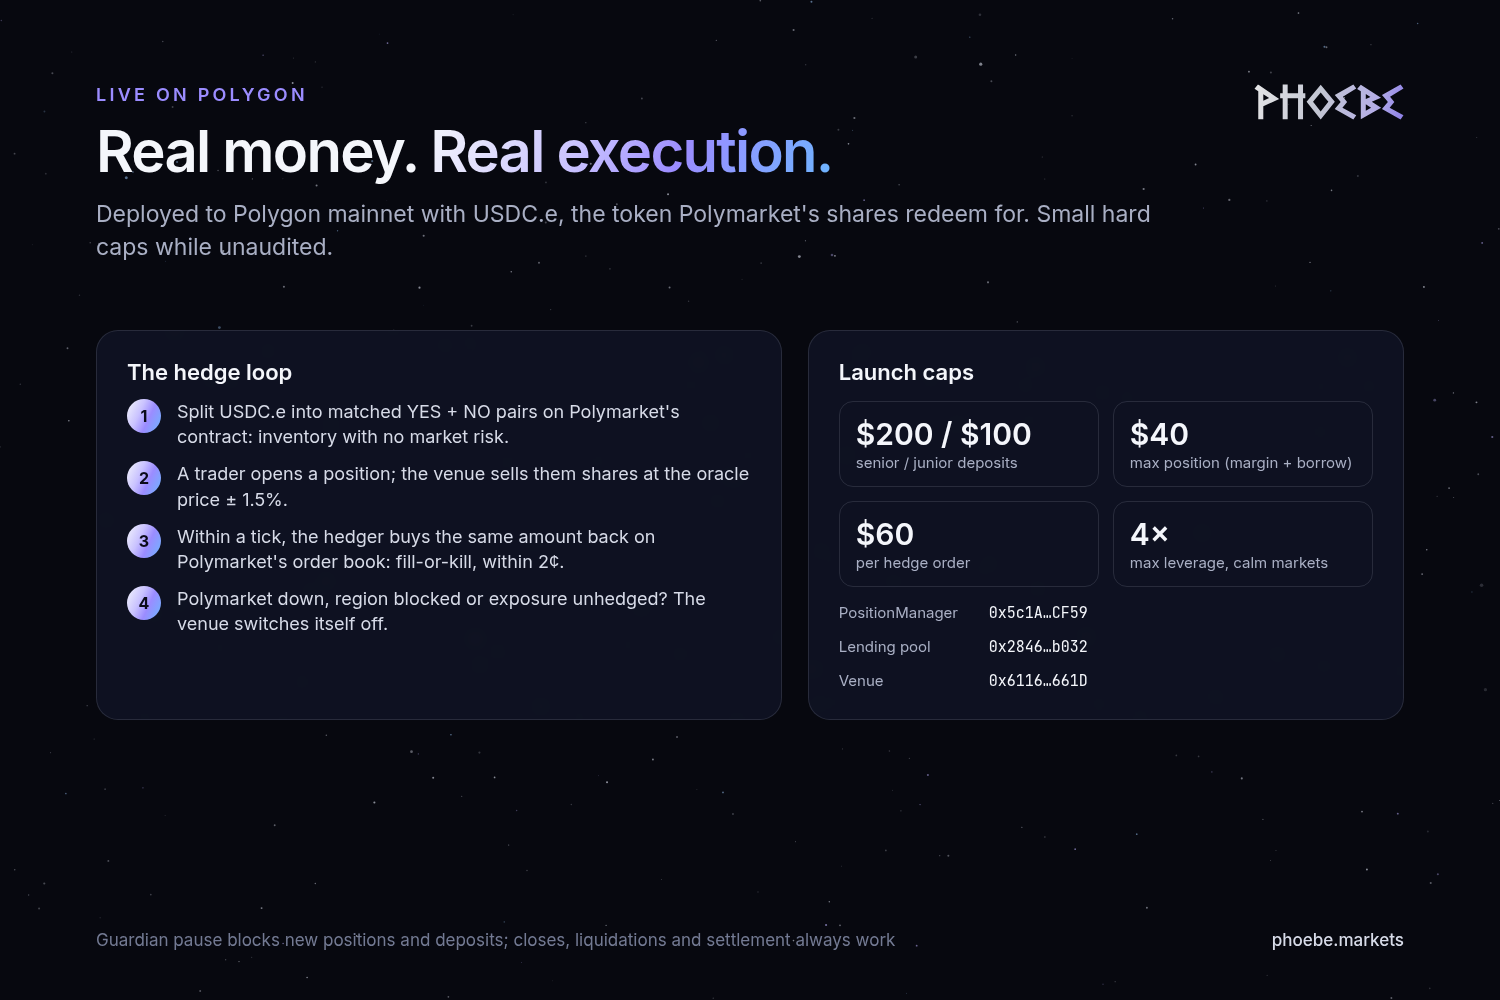 LIVE ON POLYGON
PHOEBE
Real money. Real execution.
Deployed to Polygon mainnet with USDC.e, the token Polymarket's shares redeem for. Small hard
caps while unaudited.
The hedge loop
1 Split USDC.e into matched YES + NO pairs on Polymarket's
contract: inventory with no market risk.
2 A trader opens a position; the venue sells them shares at the oracle
price ± 1.5%.
3 Within a tick, the hedger buys the same amount back on
Polymarket's order book: fill-or-kill, within 2¢.
4 Polymarket down, region blocked or exposure unhedged? The
venue switches itself off.
Launch caps
$200 / $100
senior / junior deposits
$40
max position (margin + borrow)
$60
per hedge order
4×
max leverage, calm markets
PositionManager 0x5c1A…CF59
Lending pool 0x2846…b032
Venue 0x6116…661D
Guardian pause blocks new positions and deposits; closes, liquidations and settlement always work
phoebe.markets